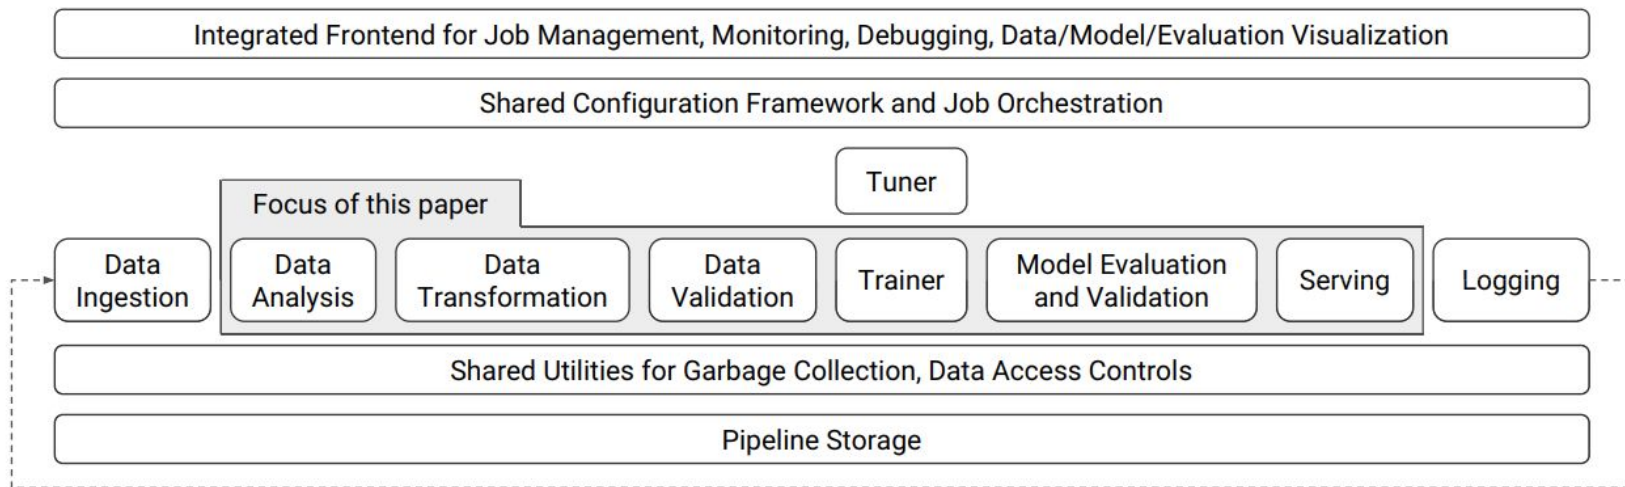 Integrated Frontend for Job Management, Monitoring, Debugging, Data/Model/Evaluation Visualization
Shared Configuration Framework and Job Orchestration
Tuner
Focus of this paper
Data
Ingestion
Data
Analysis
Data
Transformation
Data
Validation
Trainer
Model Evaluation
and Validation
Serving
Logging
Shared Utilities for Garbage Collection, Data Access Controls
Pipeline Storage